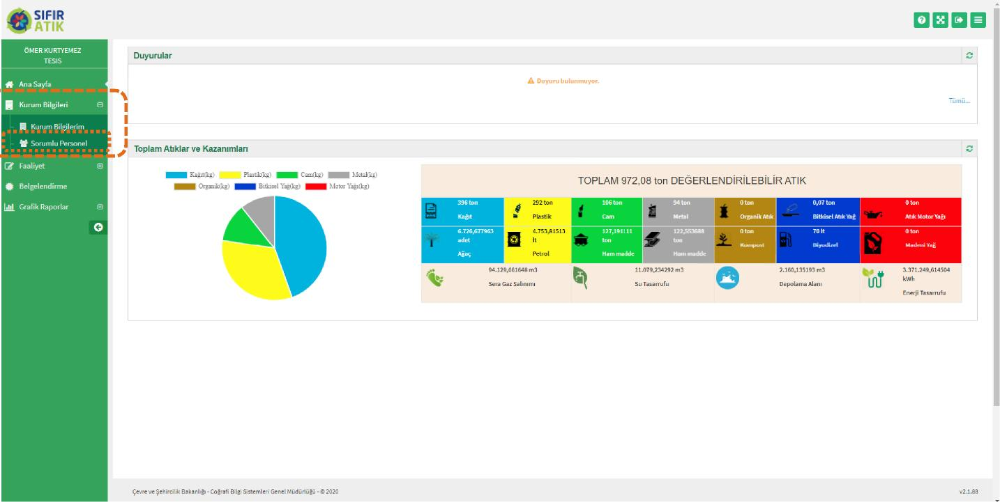 SIFIR
ATIK
ÖMER KURTYEMEZ
TESIS
Ana Sayfa
Kurum Bilgileri
Kurum Bilgilerim
Sorumlu Personel
Faaliyet
Belgelendirme
Grafik Raporlar
Duyurular
Duyuru bulunmuyor.
Tümü...
Toplam Atıklar ve Kazanımları
Kağıt(kg) Plastik(kg) Cam(kg) Metal(kg)
Organik(kg) Bitkisel Yağ(kg) Motor Yağı(kg)
TOPLAM 972,08 ton DEĞERLENDİRİLEBİLİR ATIK
396 ton
Kağıt
292 ton
Plastik
106 ton
Cam
94 ton
Metal
0 ton
Organik Atık
0,07 ton
Bitkisel Atık Yağ
0 ton
Atık Motor Yağı
6.726,677963
adet
Ağaç
4.753,81513
lt
Petrol
127,191111
ton
Ham madde
122,553688
ton
Ham madde
0 ton
Kompost
70 lt
Biyodizel
0 ton
Madeni Yağ
94.129,661648 m3
Sera Gaz Salınımı
11.079,234292 m3
Su Tasarrufu
2.160,135193 m3
Depolama Alanı
3.371.249,614504
kWh
Enerji Tasarrufu
Çevre ve Şehircilik Bakanlığı - Coğrafi Bilgi Sistemleri Genel Müdürlüğü - © 2020
v2.1.88